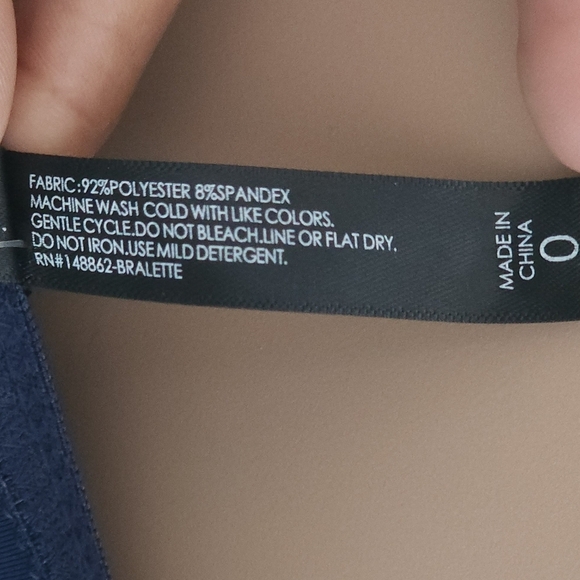 FABRIC:92%POLYESTER 8%SPANDEX
MACHINE WASH COLD WITH LIKE COLORS.
GENTLE CYCLE.DO NOT BLEACH.LINE OR FLAT DRY.
DO NOT IRON.USE MILD DETERGENT.
RN#148862-BRALETTE
MADE IN
CHINA
0